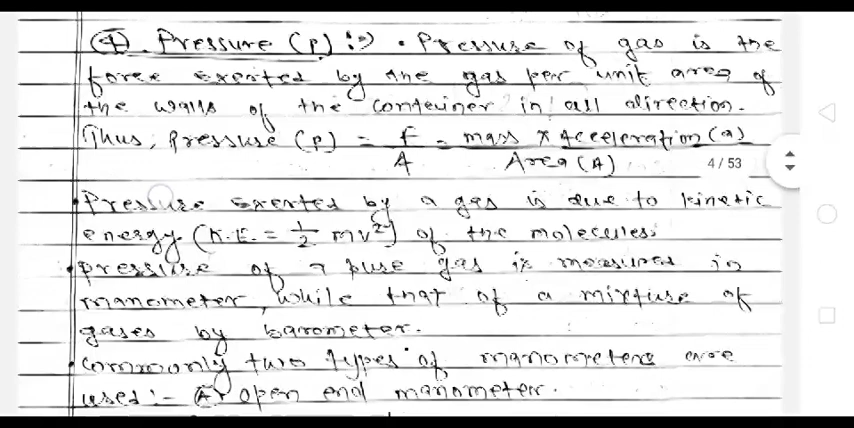 ④. Pressure (P) :→ • Pressure of gas is the
force exerted by the gas per unit area of
the walls of the container in all direction.
Thus, Pressure (P) = F/A = mass × Acceleration(a)/Area(A)
4 / 53
• Pressure exerted by a gas is due to kinetic
energy (K.E. = 1/2 mv²) of the molecules.
• pressure of a pure gas is measured in
manometer, while that of a mixture of
gases by barometer.
• Commonly two types of manometers are
used :- (A) open end manometer.